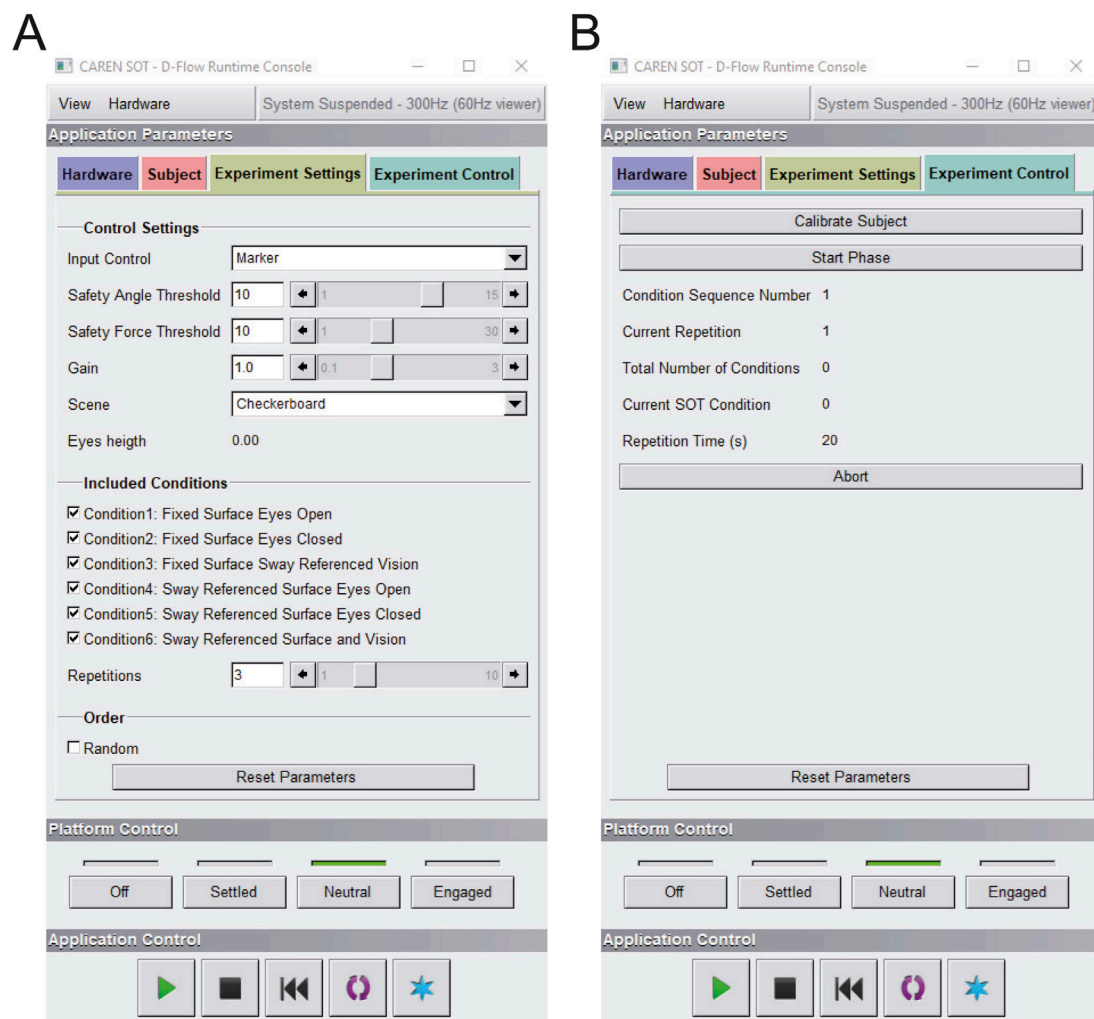 A
CAREN SOT - D-Flow Runtime Console
View Hardware System Suspended - 300Hz (60Hz viewer)
Application Parameters
Hardware Subject Experiment Settings Experiment Control
Control Settings
Input Control Marker
Safety Angle Threshold 10 1 15
Safety Force Threshold 10 1 30
Gain 1.0 0.1 3
Scene Checkerboard
Eyes heigth 0.00
Included Conditions
Condition1: Fixed Surface Eyes Open
Condition2: Fixed Surface Eyes Closed
Condition3: Fixed Surface Sway Referenced Vision
Condition4: Sway Referenced Surface Eyes Open
Condition5: Sway Referenced Surface Eyes Closed
Condition6: Sway Referenced Surface and Vision
Repetitions 3 1 10
Order
Random
Reset Parameters
Platform Control
Off Settled Neutral Engaged
Application Control
B
CAREN SOT - D-Flow Runtime Console
View Hardware System Suspended - 300Hz (60Hz viewer)
Application Parameters
Hardware Subject Experiment Settings Experiment Control
Calibrate Subject
Start Phase
Condition Sequence Number 1
Current Repetition 1
Total Number of Conditions 0
Current SOT Condition 0
Repetition Time (s) 20
Abort
Reset Parameters
Platform Control
Off Settled Neutral Engaged
Application Control